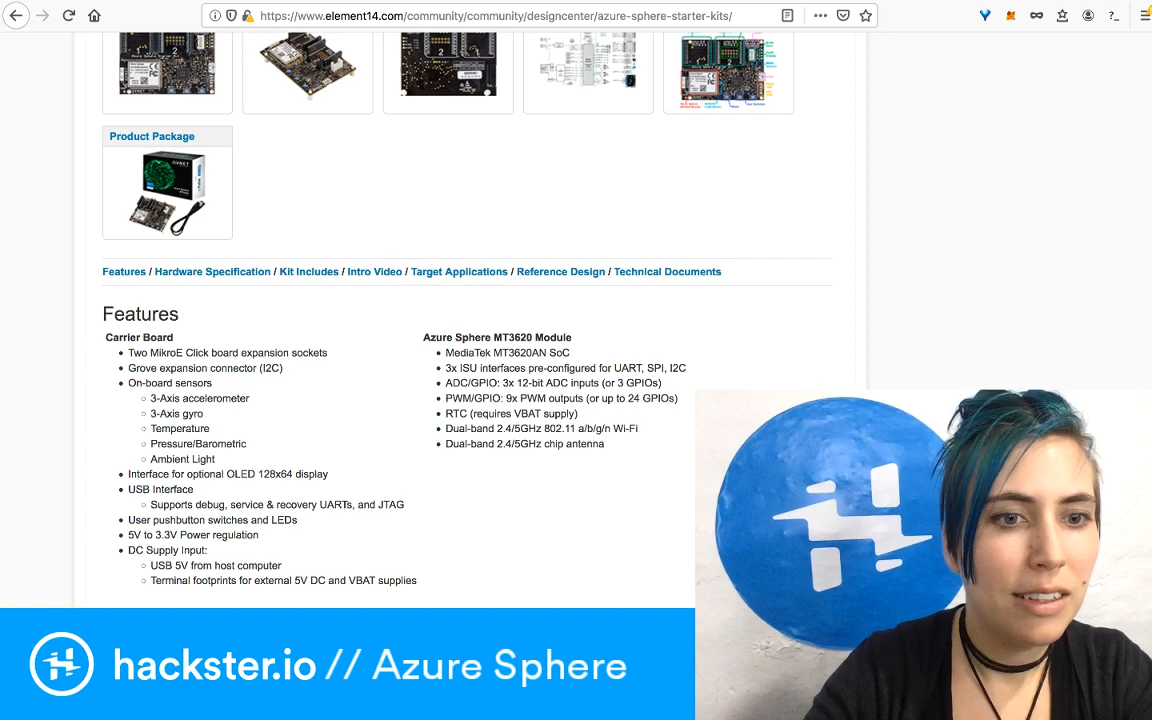 https://www.element14.com/community/community/designcenter/azure-sphere-starter-kits/
Product Package
Features / Hardware Specification / Kit Includes / Intro Video / Target Applications / Reference Design / Technical Documents
Features
Carrier Board
Two MikroE Click board expansion sockets
Grove expansion connector (I2C)
On-board sensors
3-Axis accelerometer
3-Axis gyro
Temperature
Pressure/Barometric
Ambient Light
Interface for optional OLED 128x64 display
USB Interface
Supports debug, service & recovery UARTs, and JTAG
User pushbutton switches and LEDs
5V to 3.3V Power regulation
DC Supply Input:
USB 5V from host computer
Terminal footprints for external 5V DC and VBAT supplies
Azure Sphere MT3620 Module
MediaTek MT3620AN SoC
3x ISU interfaces pre-configured for UART, SPI, I2C
ADC/GPIO: 3x 12-bit ADC inputs (or 3 GPIOs)
PWM/GPIO: 9x PWM outputs (or up to 24 GPIOs)
RTC (requires VBAT supply)
Dual-band 2.4/5GHz 802.11 a/b/g/n Wi-Fi
Dual-band 2.4/5GHz chip antenna
hackster.io // Azure Sphere